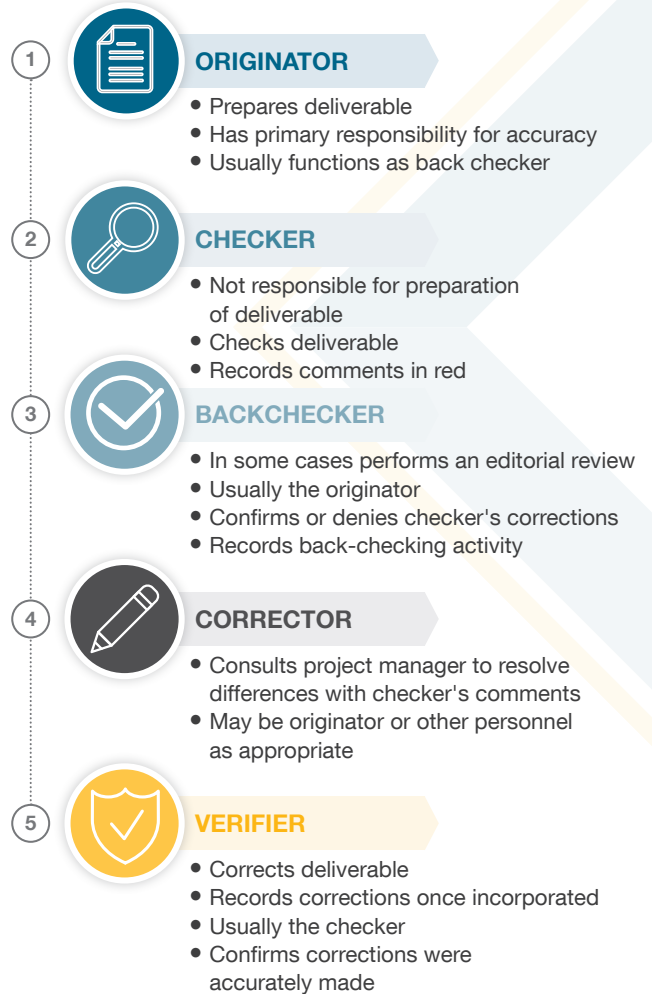 1
ORIGINATOR
• Prepares deliverable
• Has primary responsibility for accuracy
• Usually functions as back checker
2
CHECKER
• Not responsible for preparation
of deliverable
• Checks deliverable
• Records comments in red
3
BACKCHECKER
• In some cases performs an editorial review
• Usually the originator
• Confirms or denies checker's corrections
• Records back-checking activity
4
CORRECTOR
• Consults project manager to resolve
differences with checker's comments
• May be originator or other personnel
as appropriate
5
VERIFIER
• Corrects deliverable
• Records corrections once incorporated
• Usually the checker
• Confirms corrections were
accurately made